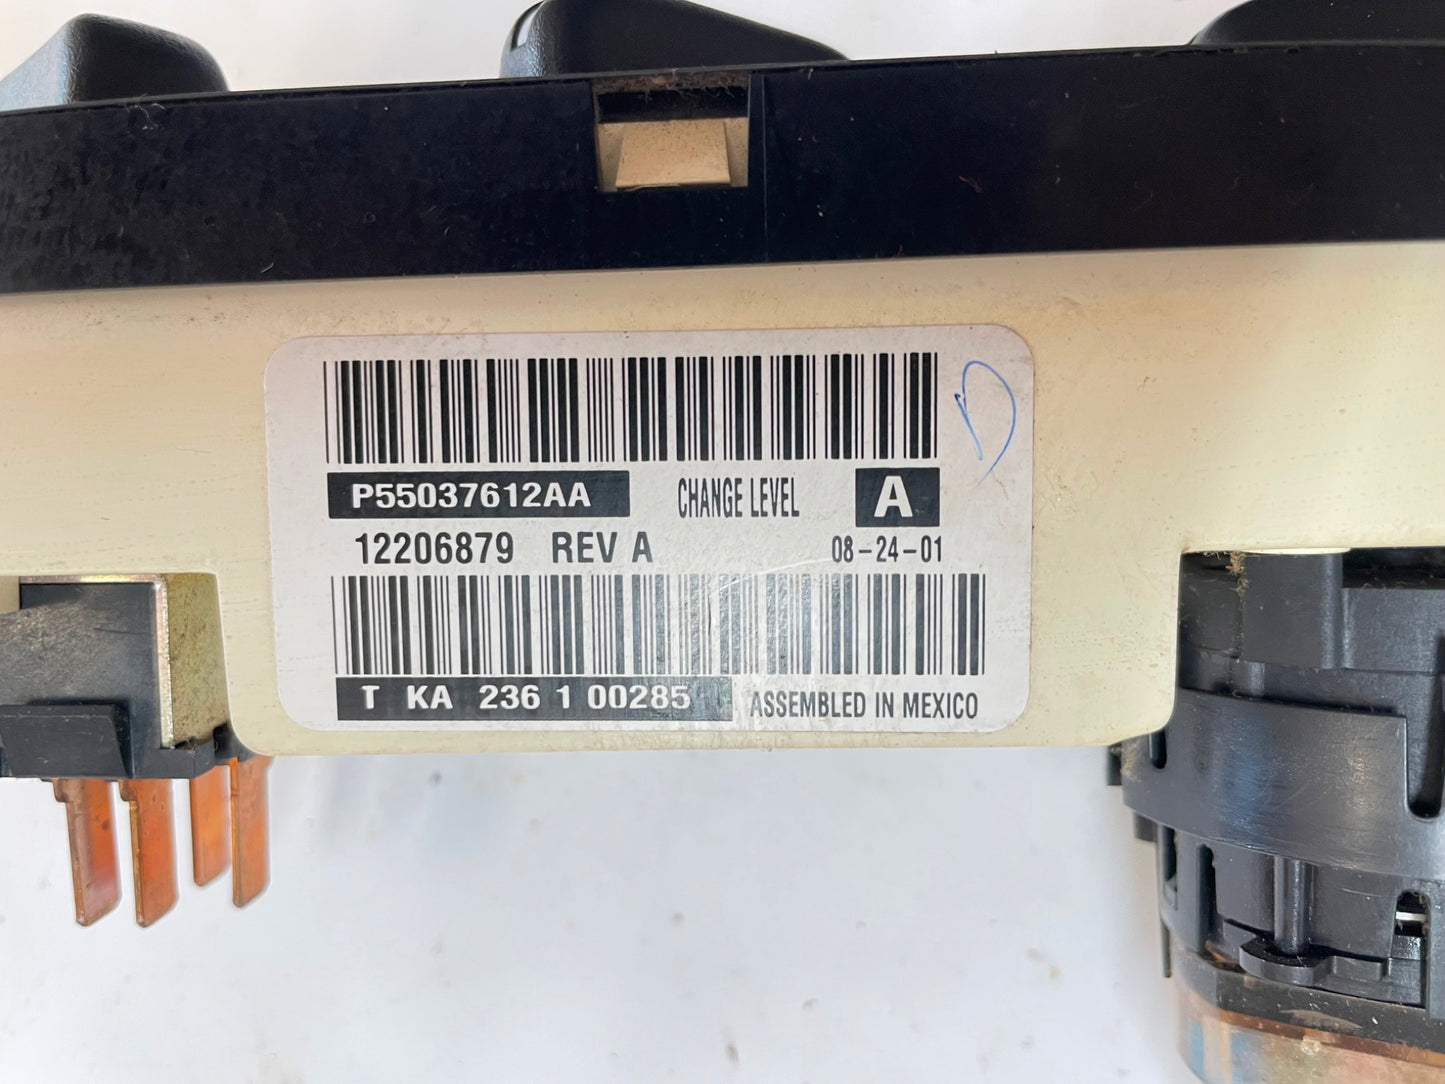 P55037612AA CHANGE LEVEL A
12206879 REV A 08-24-01
T KA 236 1 00285 ASSEMBLED IN MEXICO